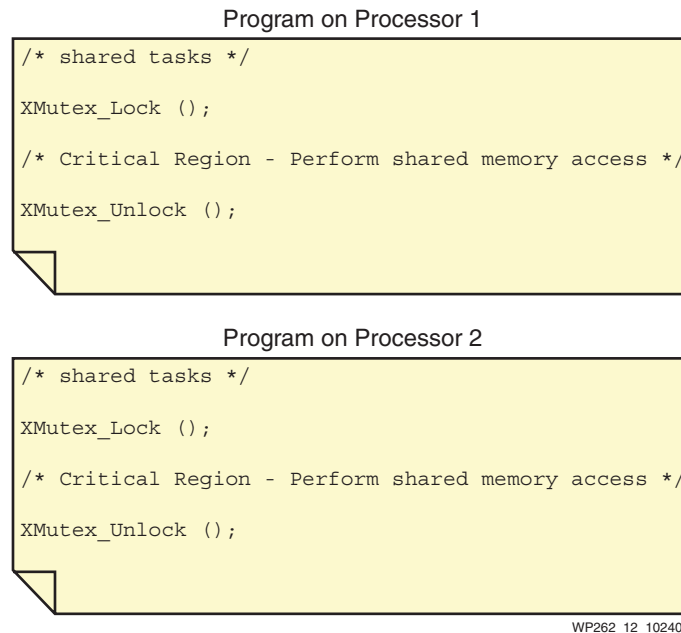 Program on Processor 1
/* shared tasks */
XMutex_Lock ();
/* Critical Region - Perform shared memory access */
XMutex_Unlock ();
Program on Processor 2
/* shared tasks */
XMutex_Lock ();
/* Critical Region - Perform shared memory access */
XMutex_Unlock ();
WP262_12_10240